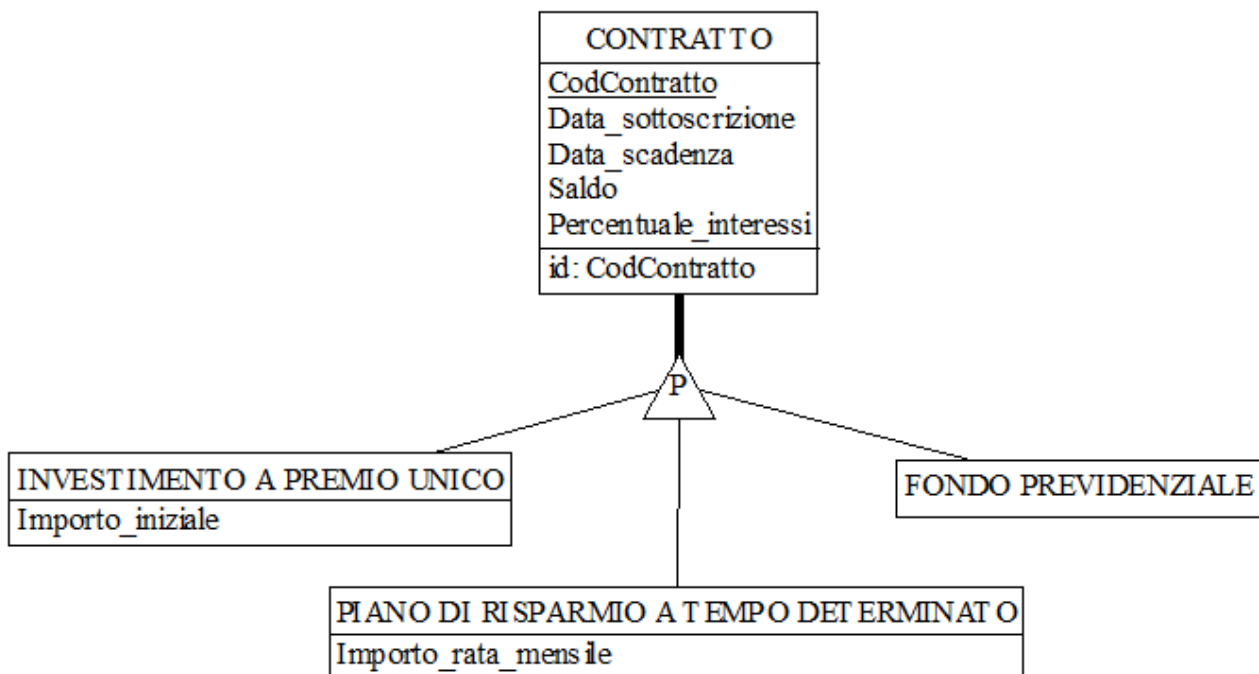 CONTRATTO
CodContratto
Data_sottoscrizione
Data_scadenza
Saldo
Percentuale_interessi
id: CodContratto
P
INVESTIMENTO A PREMIO UNICO
Importo_iniziale
FONDO PREVIDENZIALE
PIANO DI RISPARMIO A TEMPO DETERMINATO
Importo_rata_mensile